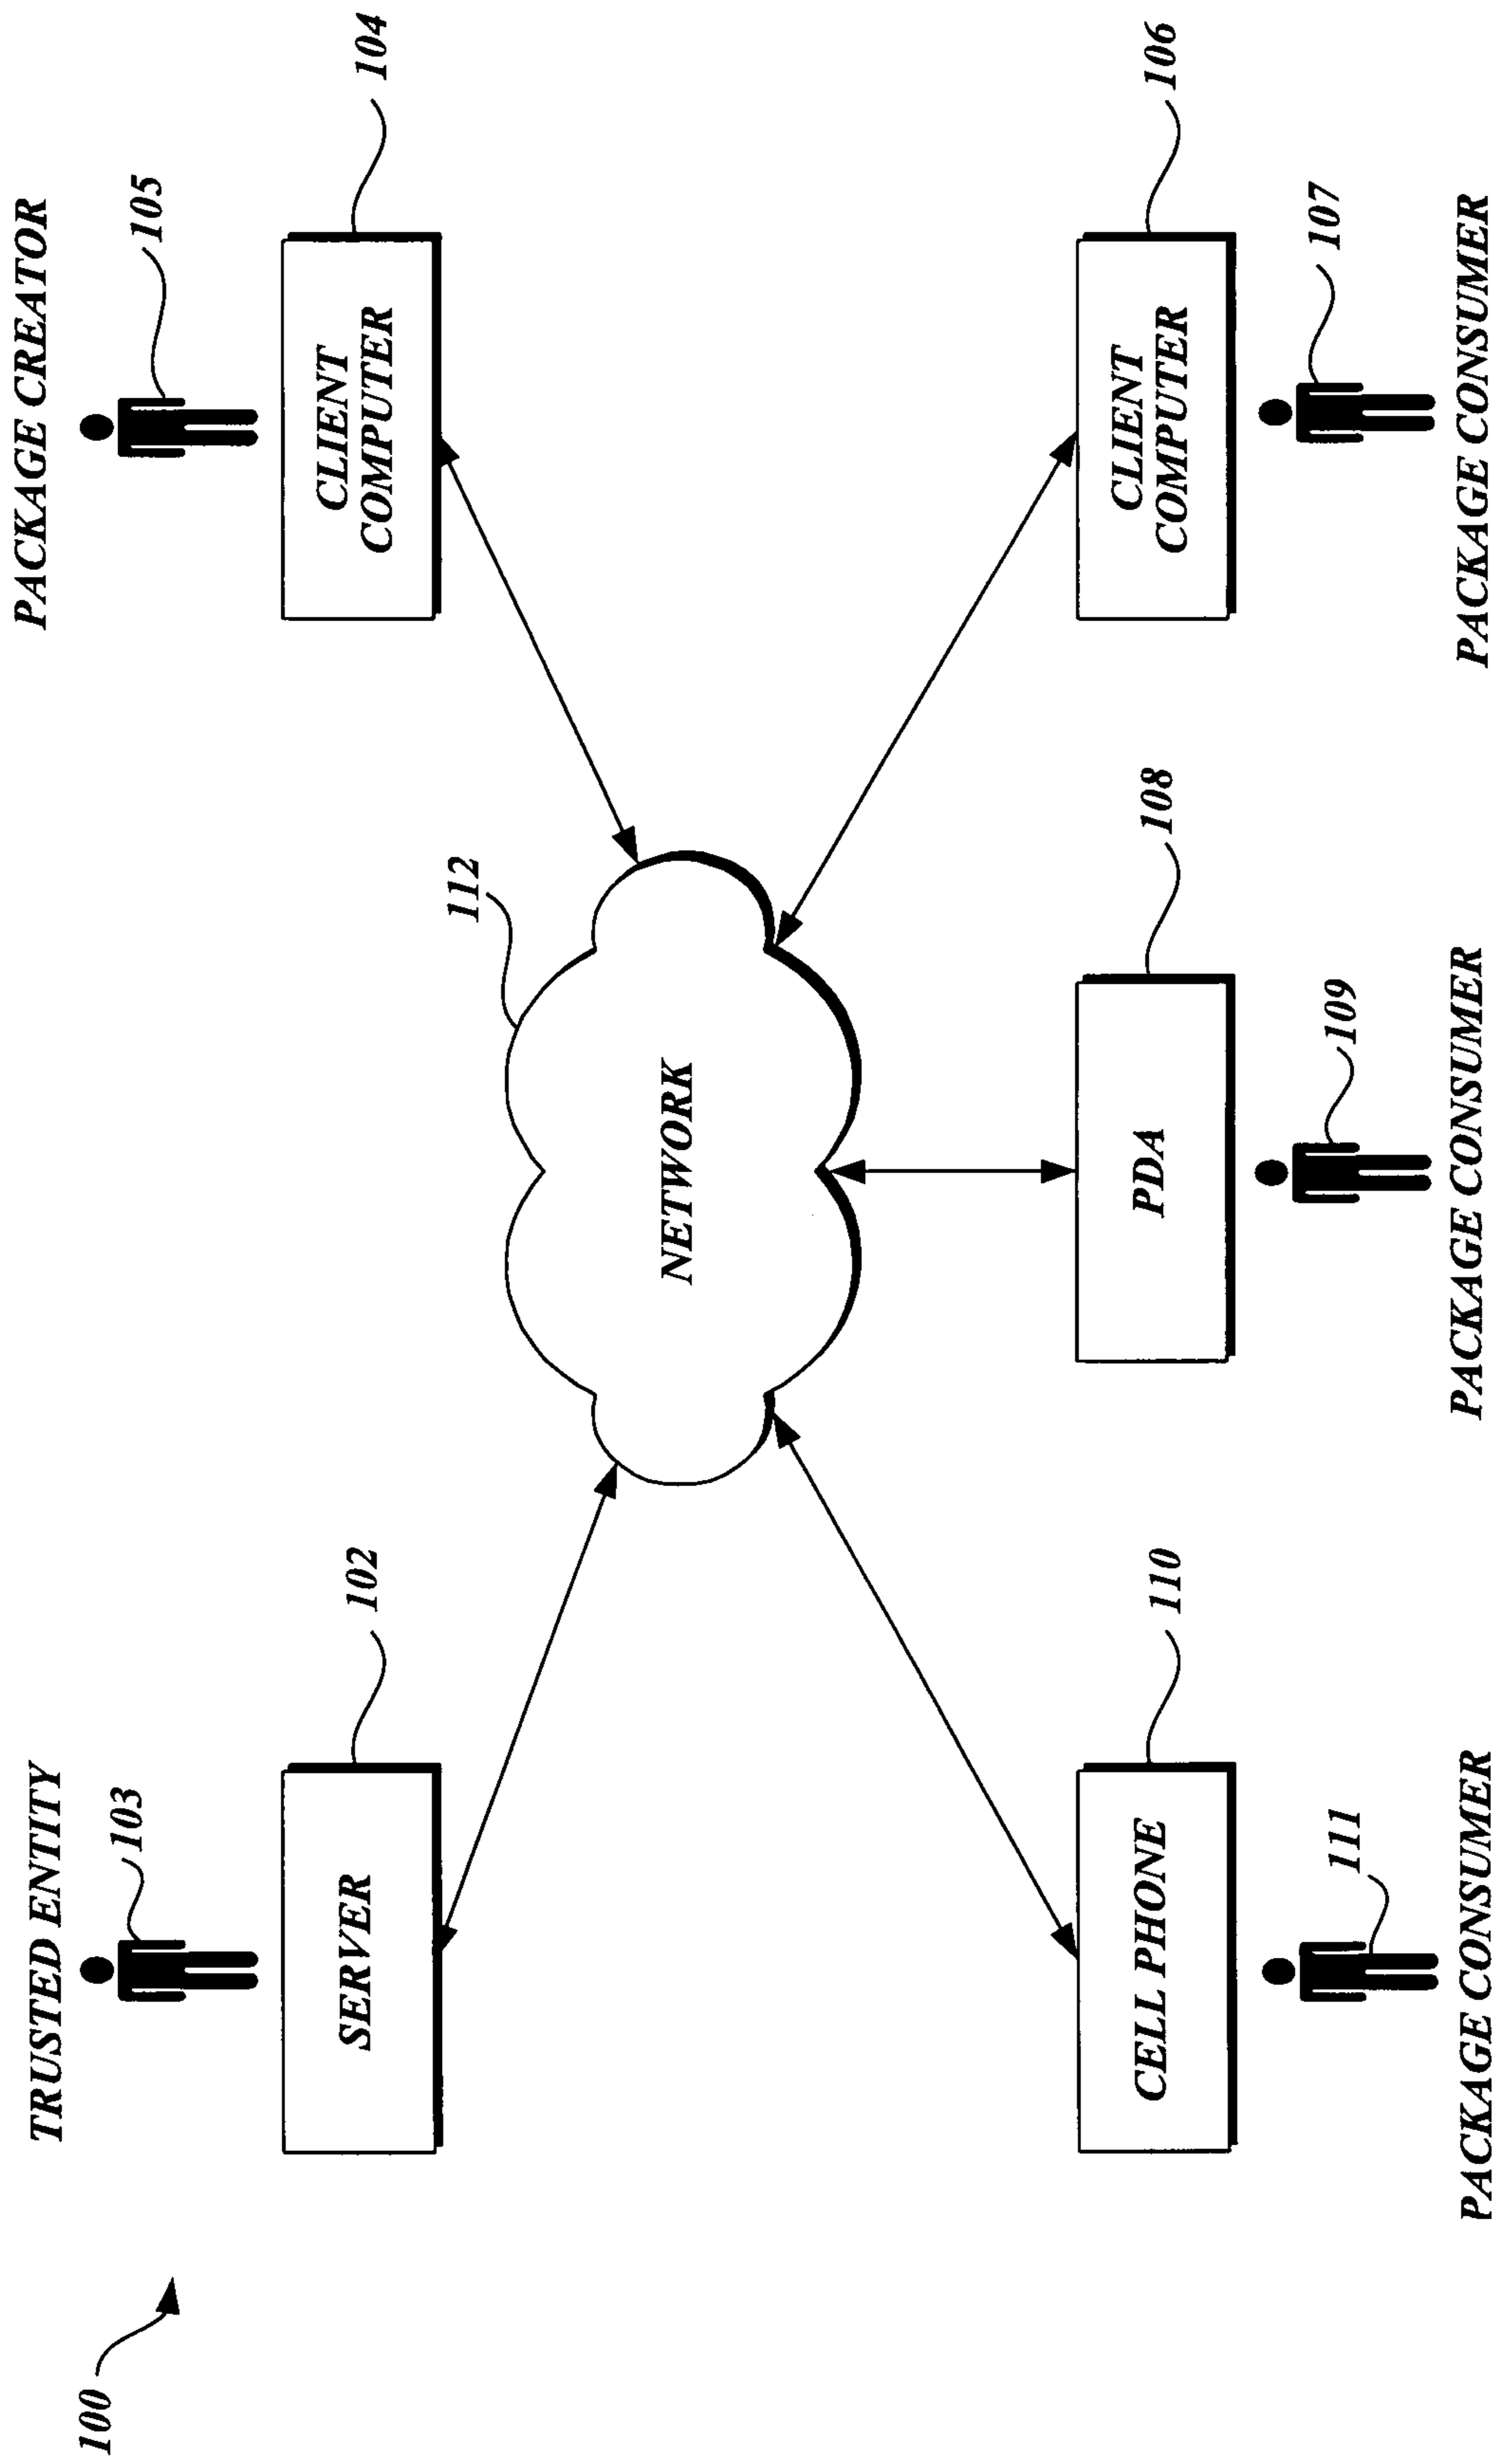 100
TRUSTED ENTITY
103
SERVER
102
PACKAGE CREATOR
105
CLIENT
COMPUTER
104
112
NETWORK
CELL PHONE
110
111
PACKAGE CONSUMER
PDA
108
109
PACKAGE CONSUMER
CLIENT
COMPUTER
106
107
PACKAGE CONSUMER